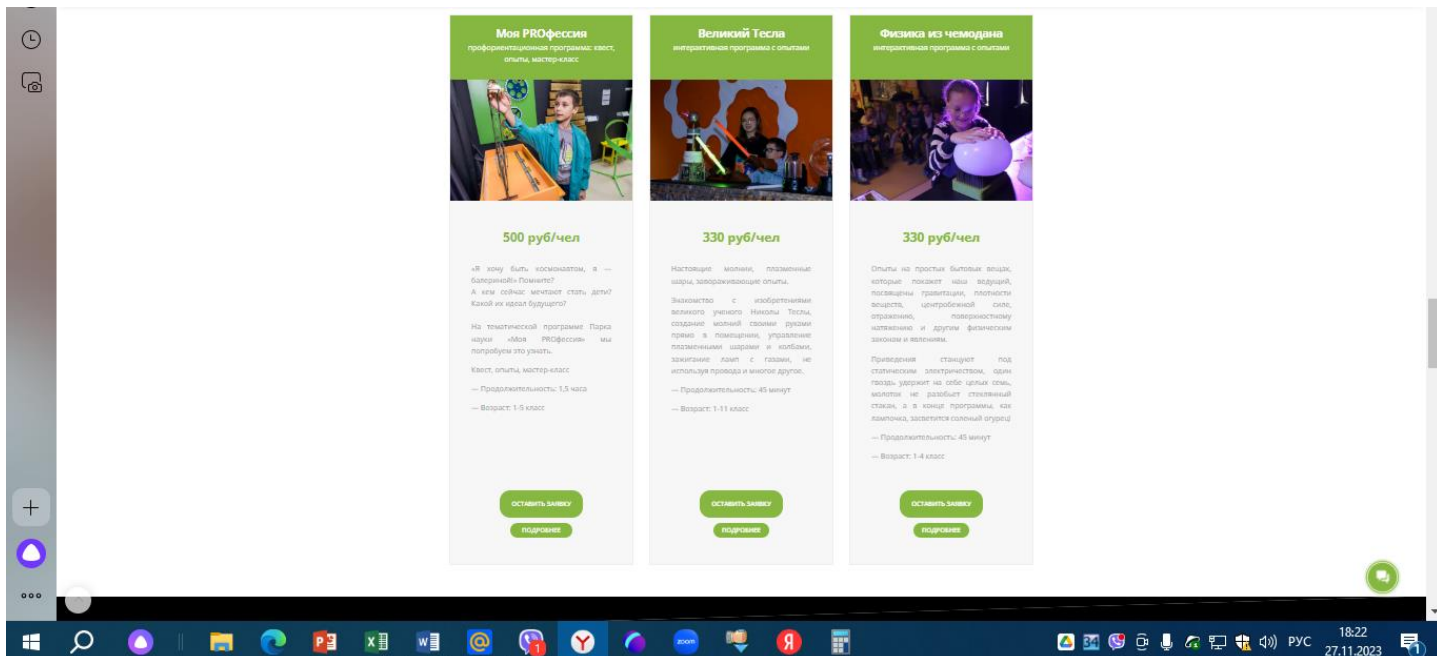 Моя PROфессия
профориентационная программа: квест,
опыты, мастер-класс
500 руб/чел
«Я хочу быть космонавтом, я —
балериной!» Помните?
А кем сейчас мечтают стать дети?
Какой их идеал будущего?
На тематической программе Парка
науки «Моя PROфессия» мы
попробуем это узнать.
Квест, опыты, мастер-класс
— Продолжительность: 1,5 часа
— Возраст: 1-5 класс
ОСТАВИТЬ ЗАЯВКУ
ПОДРОБНЕЕ
Великий Тесла
интерактивная программа с опытами
330 руб/чел
Настоящие молнии, плазменные
шары, завораживающие опыты.
Знакомство с изобретениями
великого ученого Николы Теслы,
создание молний своими руками
прямо в помещении, управление
плазменными шарами и колбами,
зажигание ламп с газами, не
используя провода и многое другое.
— Продолжительность: 45 минут
— Возраст: 1-11 класс
ОСТАВИТЬ ЗАЯВКУ
ПОДРОБНЕЕ
Физика из чемодана
интерактивная программа с опытами
330 руб/чел
Опыты на простых бытовых вещах,
которые покажет наш ведущий,
посвящены гравитации, плотности
веществ, центробежной силе,
отражению, поверхностному
натяжению и другим физическим
законам и явлениям.
Приведения станцуют под
статическим электричеством, один
гвоздь удержит на себе целых семь,
молоток не разобьет стеклянный
стакан, а в конце программы, как
лампочка, засветится соленый огурец!
— Продолжительность: 45 минут
— Возраст: 1-4 класс
ОСТАВИТЬ ЗАЯВКУ
ПОДРОБНЕЕ
zoom
Я
34
РУС
18:22
27.11.2023